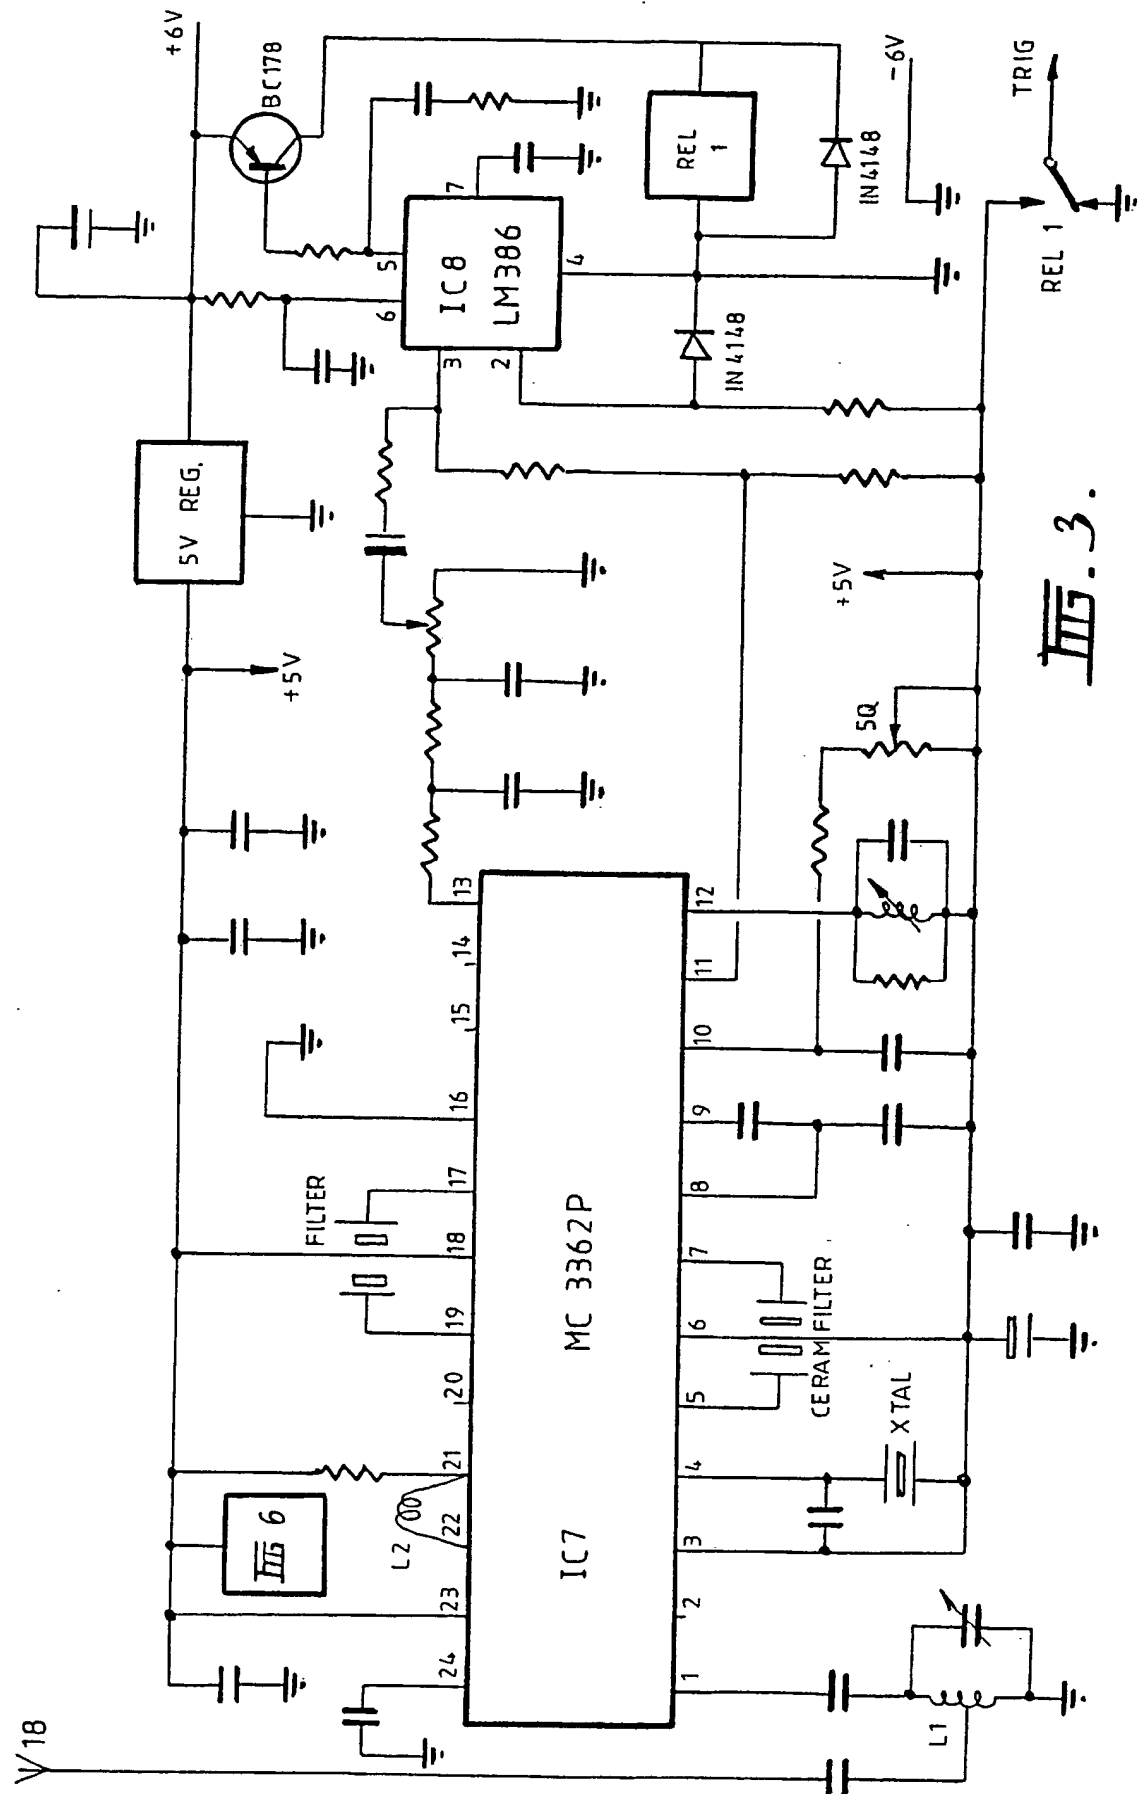 18
+6V
BC178
5V REG.
+5V
FIG 6
L2
FILTER
24
23
22
21
20
19
18
17
16
15
14
13
IC7
MC 3362P
1
2
3
4
5
6
7
8
9
10
11
12
6
5
7
IC8
LM386
3
2
4
REL
1
IN4148
IN4148
-6V
L1
XTAL
CERAM FILTER
SQ
+5V
REL 1
TRIG
FIG. 3.